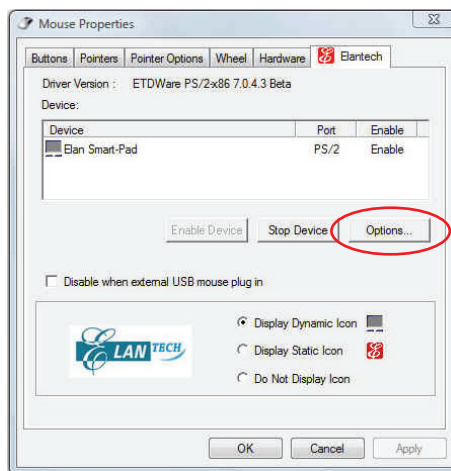 Mouse Properties
Buttons Pointers Pointer Options Wheel Hardware Elantech
Driver Version : ETDWare PS/2-x86 7.0.4.3 Beta
Device:
Device Port Enable
Elan Smart-Pad PS/2 Enable
Enable Device Stop Device Options...
Disable when external USB mouse plug in
Display Dynamic Icon
ELANTECH Display Static Icon
Do Not Display Icon
OK Cancel Apply